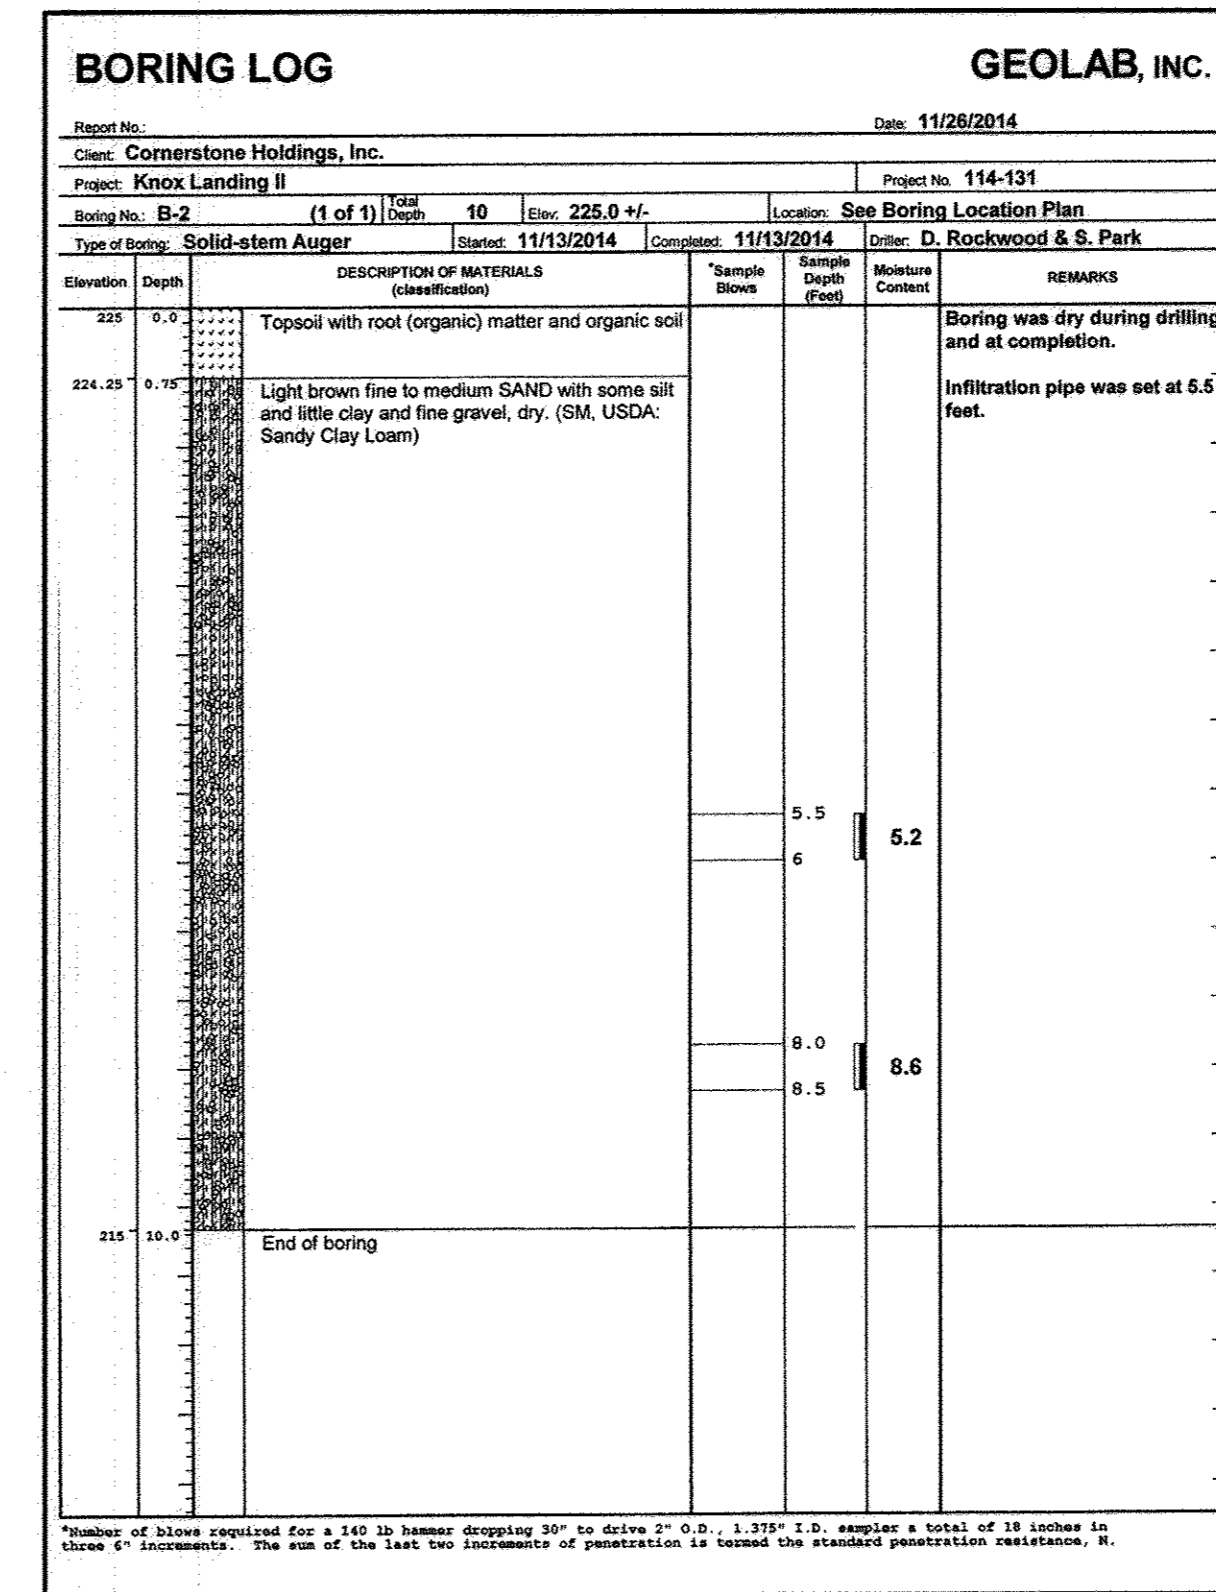 BORING LOG GEOLAB, INC.
Report No.: Date: 11/26/2014
Client: Cornerstone Holdings, Inc.
Project: Knox Landing II Project No. 114-131
Boring No.: B-2 (1 of 1) Total Depth 10 Elev: 225.0 +/- Location: See Boring Location Plan
Type of Boring: Solid-stem Auger Started: 11/13/2014 Completed: 11/13/2014 Driller: D. Rockwood & S. Park
Elevation Depth DESCRIPTION OF MATERIALS (classification) *Sample Blows Sample Depth (Feet) Moisture Content REMARKS
225 0.0 Topsoil with root (organic) matter and organic soil Boring was dry during drilling
and at completion.
224.25 0.75 Light brown fine to medium SAND with some silt Infiltration pipe was set at 5.5
and little clay and fine gravel, dry. (SM, USDA: feet.
Sandy Clay Loam)
5.5
5.2
6
8.0
8.6
8.5
215 10.0 End of boring
*Number of blows required for a 140 lb hammer dropping 30" to drive 2" O.D., 1.375" I.D. sampler a total of 18 inches in
three 6" increments. The sum of the last two increments of penetration is termed the standard penetration resistance, N.